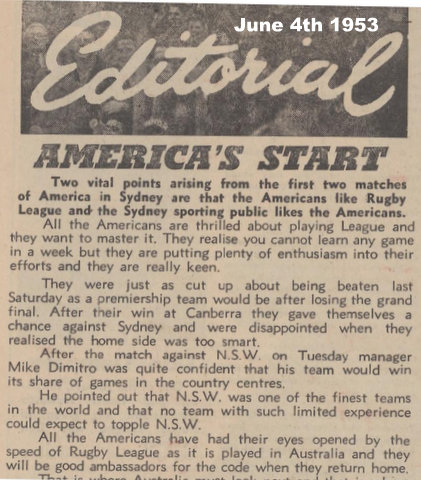 June 4th 1953
Editorial
AMERICA'S START
Two vital points arising from the first two matches
of America in Sydney are that the Americans like Rugby
League and the Sydney sporting public likes the Americans.
All the Americans are thrilled about playing League and
they want to master it. They realise you cannot learn any game
in a week but they are putting plenty of enthusiasm into their
efforts and they are really keen.
They were just as cut up about being beaten last
Saturday as a premiership team would be after losing the grand
final. After their win at Canberra they gave themselves a
chance against Sydney and were disappointed when they
realised the home side was too smart.
After the match against N.S.W. on Tuesday manager
Mike Dimitro was quite confident that his team would win
its share of games in the country centres.
He pointed out that N.S.W. was one of the finest teams
in the world and that no team with such limited experience
could expect to topple N.S.W.
All the Americans have had their eyes opened by the
speed of Rugby League as it is played in Australia and they
will be good ambassadors for the code when they return home.
That is where Australia must